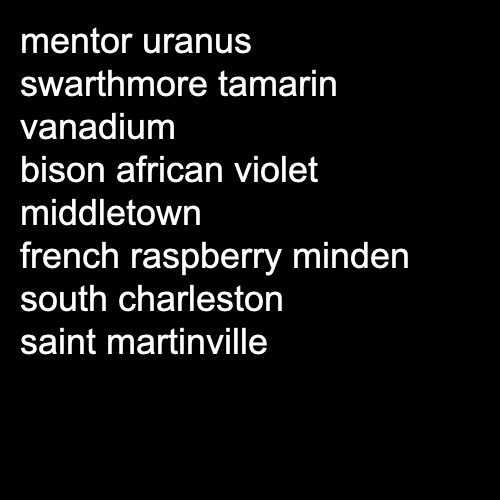 mentor uranus
swarthmore tamarin
vanadium
bison african violet
middletown
french raspberry minden
south charleston
saint martinville